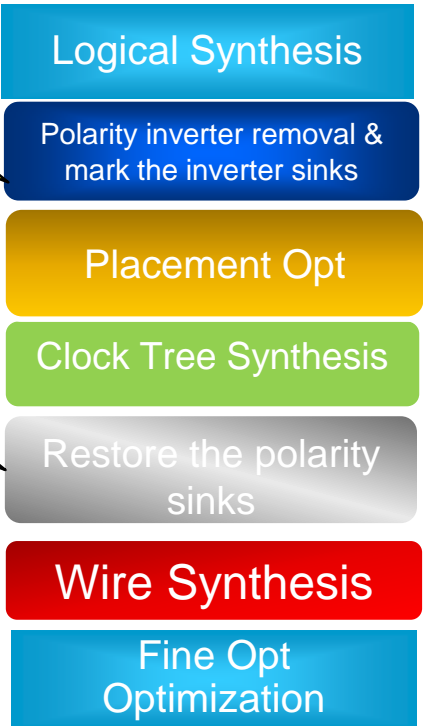 Logical Synthesis
Polarity inverter removal &
mark the inverter sinks
Placement Opt
Clock Tree Synthesis
Restore the polarity
sinks
Wire Synthesis
Fine Opt
Optimization